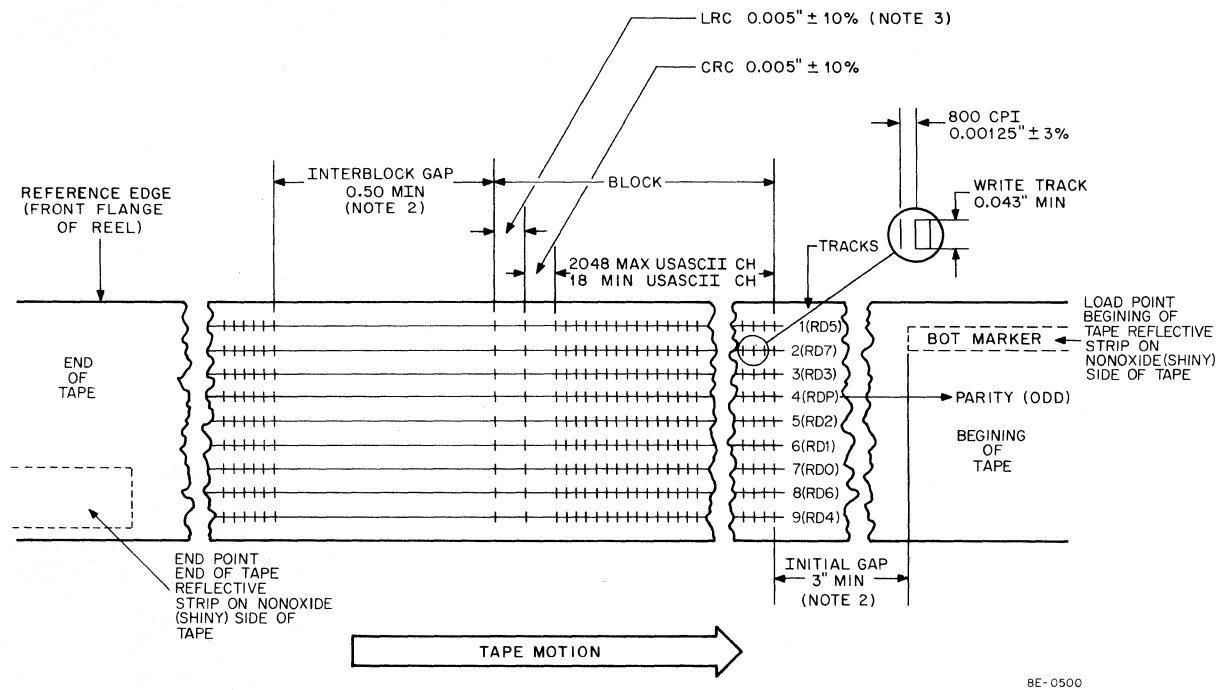 LRC 0.005" ± 10% (NOTE 3)
CRC 0.005" ± 10%
800 CPI
0.00125" ± 3%
INTERBLOCK GAP
0.50 MIN
(NOTE 2)
BLOCK
WRITE TRACK
0.043" MIN
REFERENCE EDGE
(FRONT FLANGE
OF REEL)
TRACKS
2048 MAX USASCII CH
18 MIN USASCII CH
END
OF
TAPE
1(RD5)
2(RD7)
3(RD3)
4(RDP)
5(RD2)
6(RD1)
7(RD0)
8(RD6)
9(RD4)
BOT MARKER
LOAD POINT
BEGINING OF
TAPE REFLECTIVE
STRIP ON
NONOXIDE(SHINY)
SIDE OF TAPE
PARITY (ODD)
BEGINING
OF
TAPE
END POINT
END OF TAPE
REFLECTIVE
STRIP ON NONOXIDE
(SHINY) SIDE OF
TAPE
INITIAL GAP
3" MIN
(NOTE 2)
TAPE MOTION
8E-0500